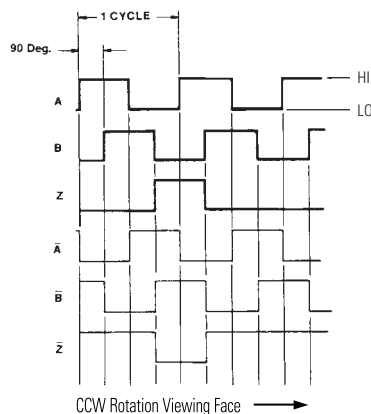 1 CYCLE
90 Deg.
HI
A
LO
B
Z
A̅
B̅
Z̅
CCW Rotation Viewing Face